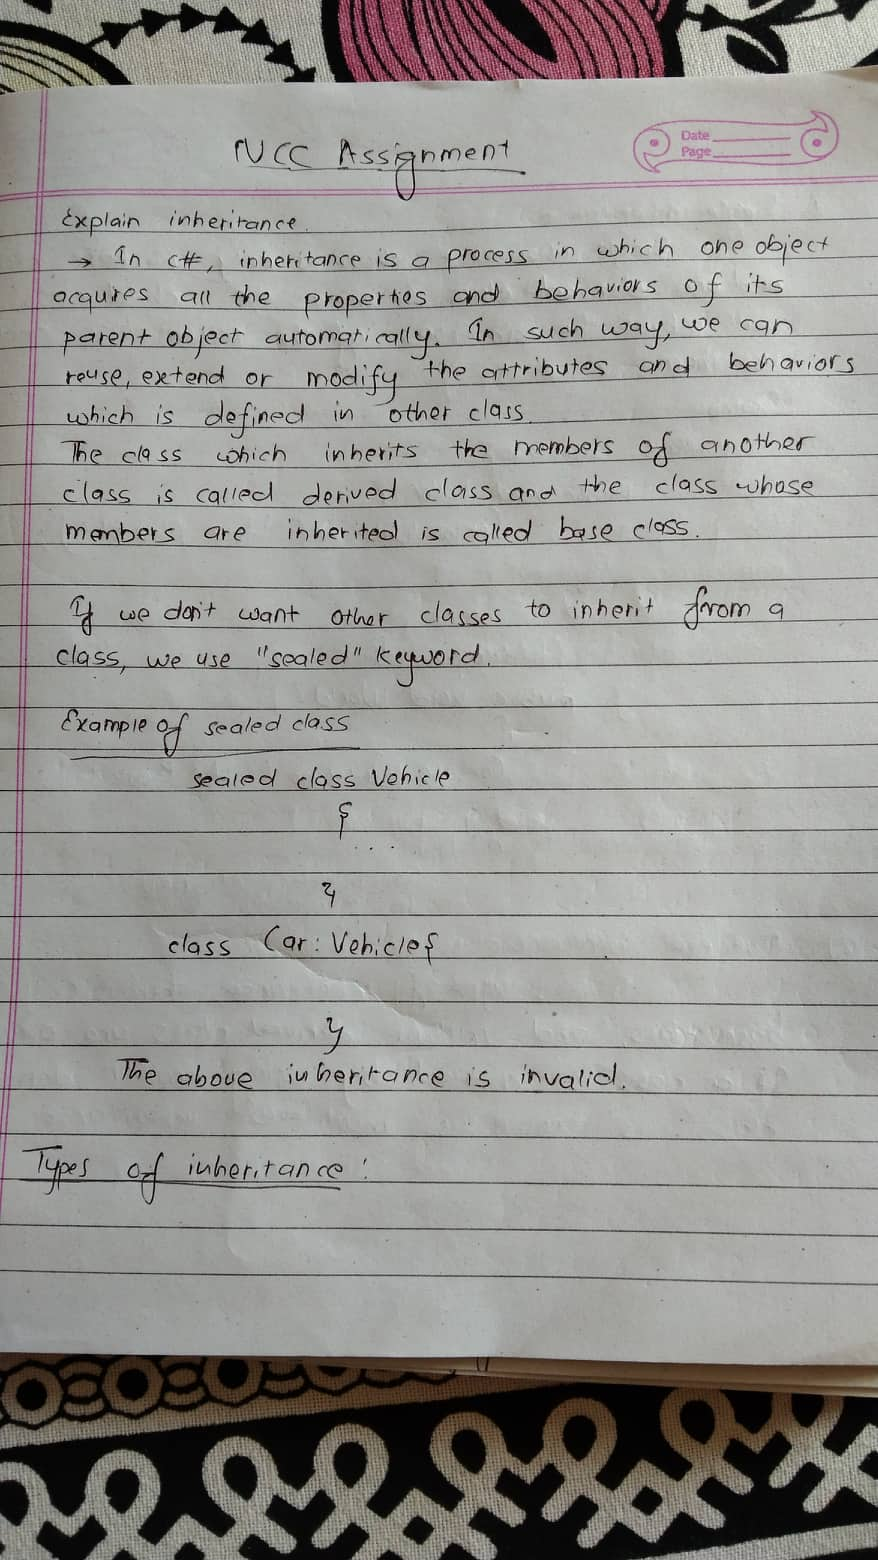 NCC Assignment
Date
Page
Explain inheritance.
→ In C#, inheritance is a process in which one object
acquires all the properties and behaviors of its
parent object automatically. In such way, we can
reuse, extend or modify the attributes and behaviors
which is defined in other class.
The class which inherits the members of another
class is called derived class and the class whose
members are inherited is called base class.
If we don't want other classes to inherit from a
class, we use "sealed" keyword.
Example of sealed class
sealed class Vehicle
{
...
}
class Car : Vehicle{
}
The above inheritance is invalid.
Types of inheritance :